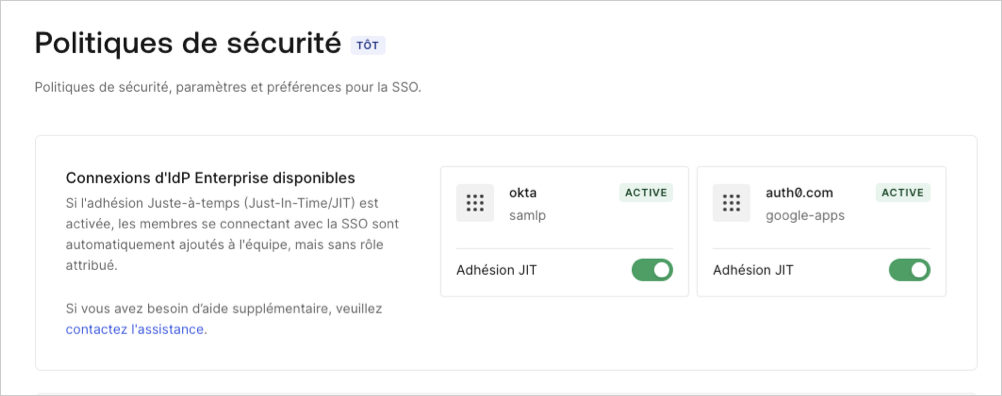 Politiques de sécurité TÔT
Politiques de sécurité, paramètres et préférences pour la SSO.
Connexions d'IdP Enterprise disponibles
Si l'adhésion Juste-à-temps (Just-In-Time/JIT) est
activée, les membres se connectant avec la SSO sont
automatiquement ajoutés à l'équipe, mais sans rôle
attribué.
Si vous avez besoin d’aide supplémentaire, veuillez
contactez l'assistance.
okta ACTIVE
samlp
Adhésion JIT
auth0.com ACTIVE
google-apps
Adhésion JIT